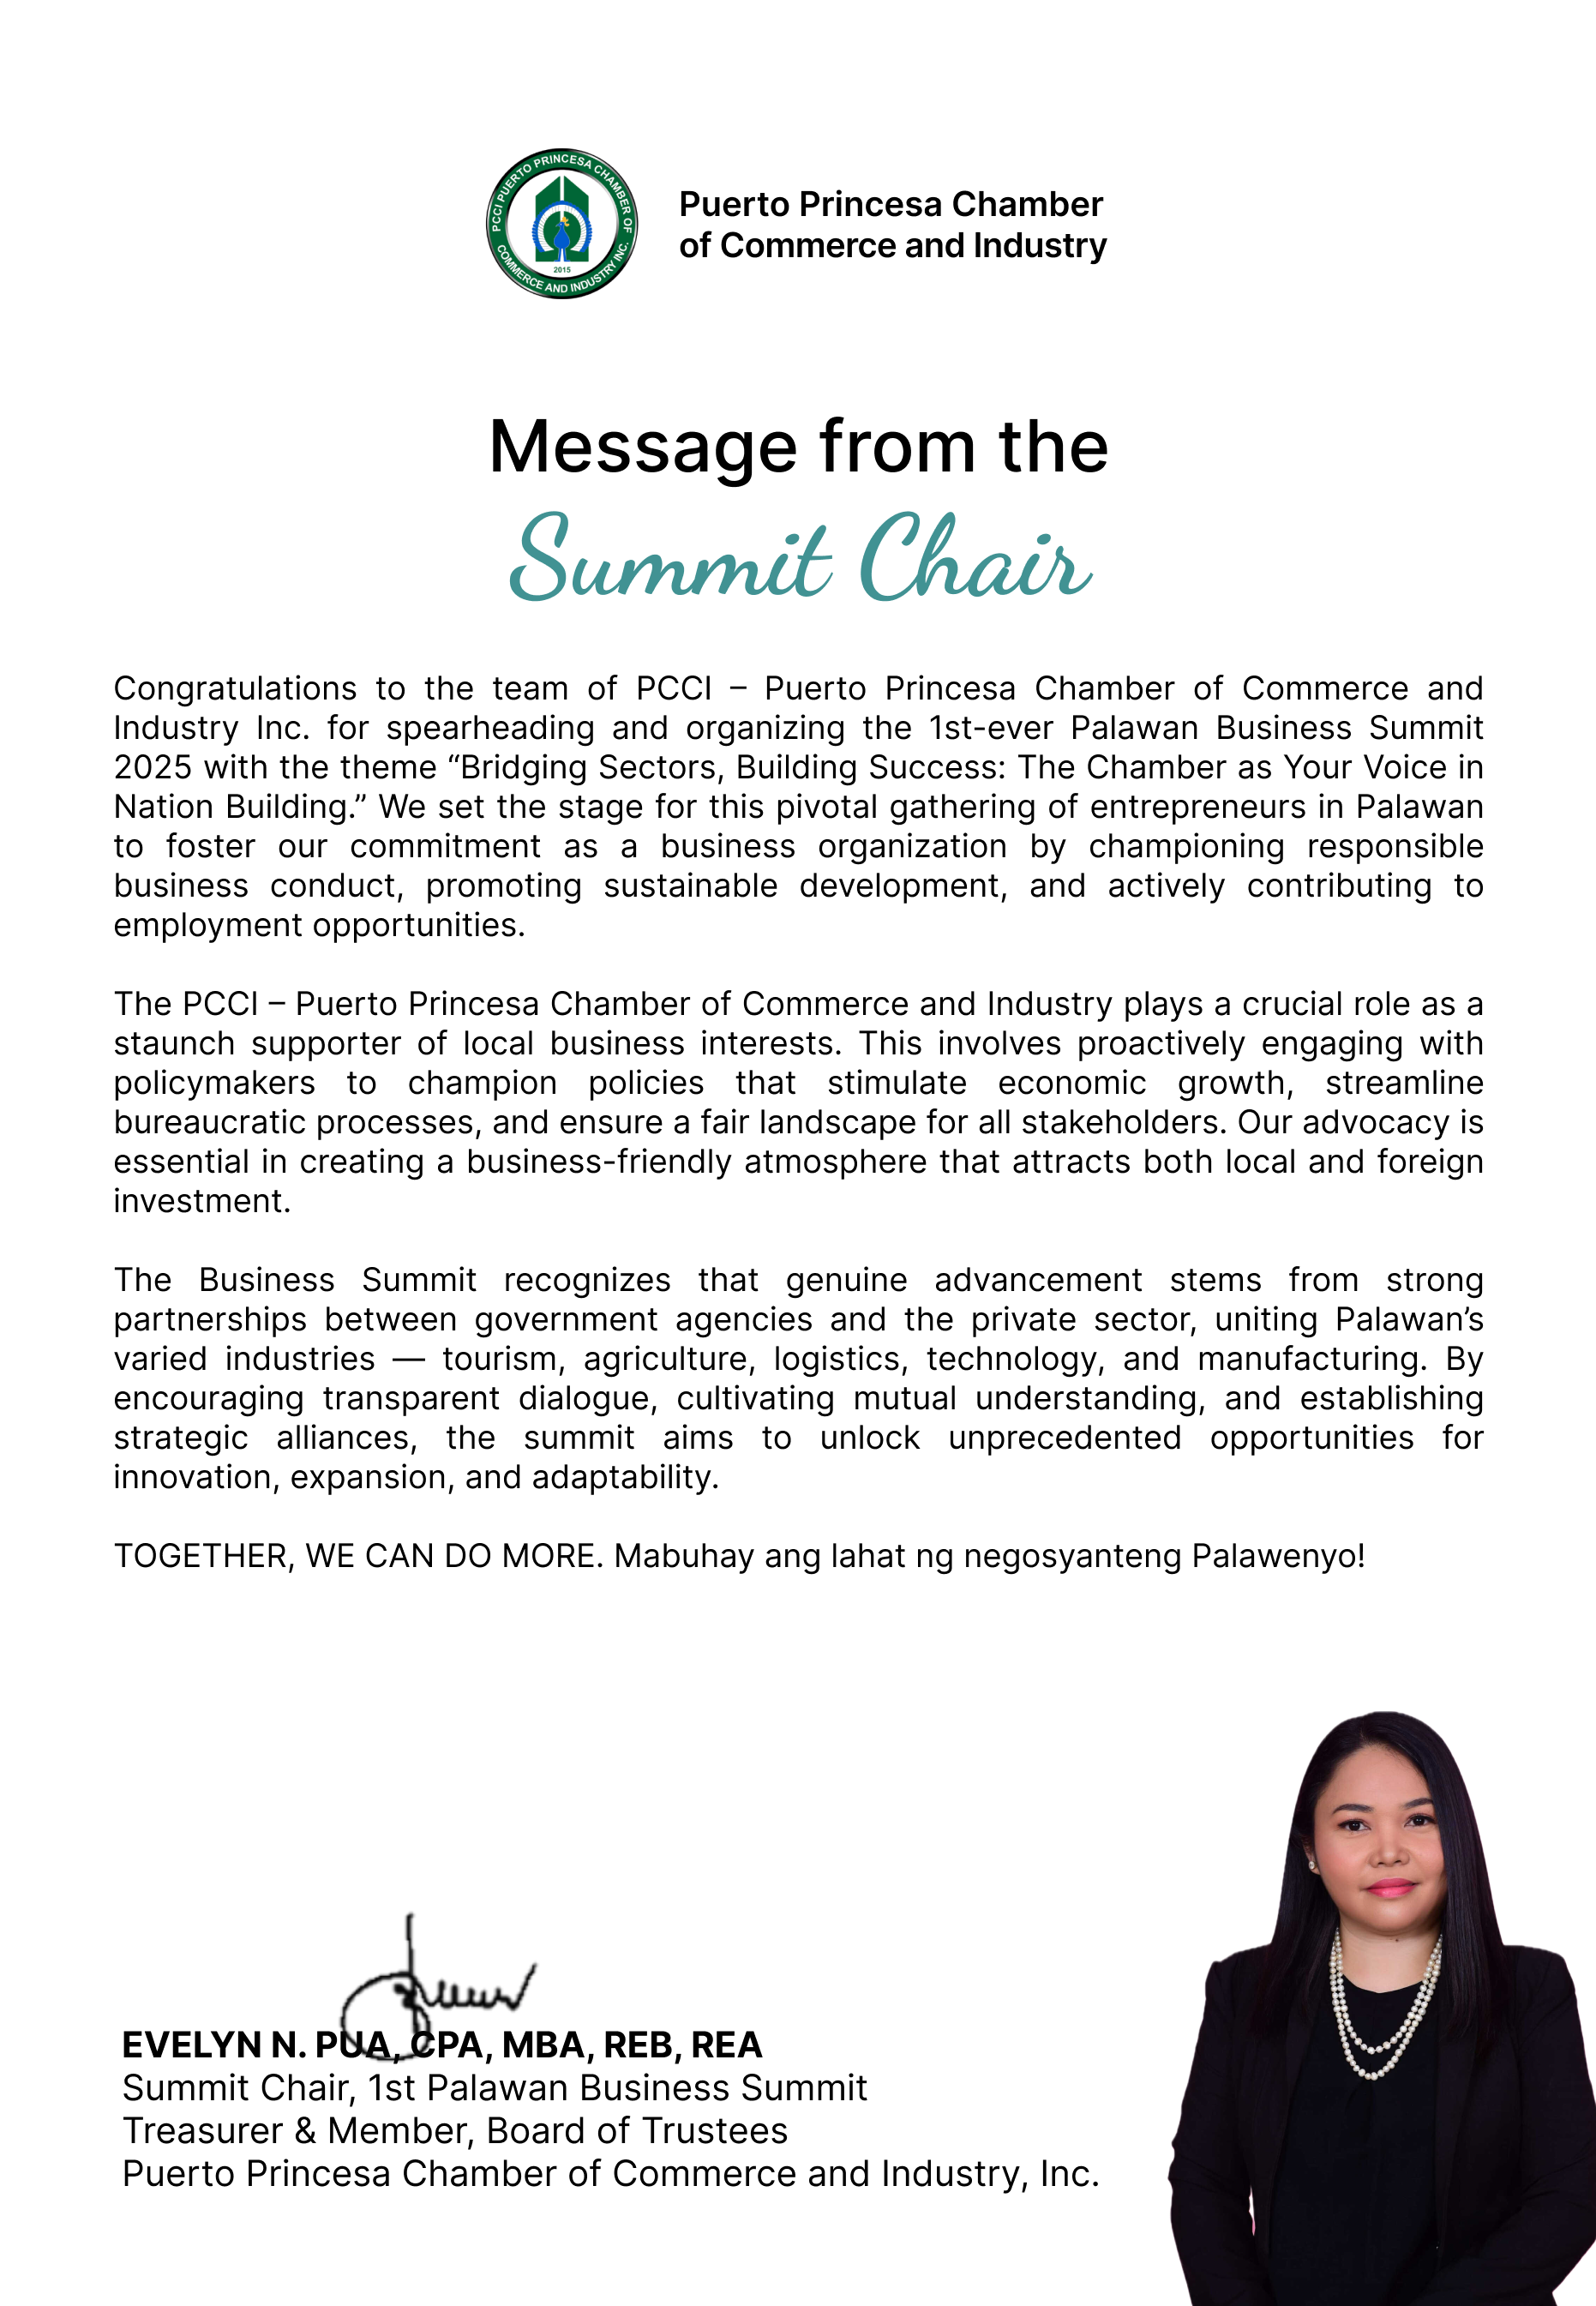 PCCI PUERTO PRINCESA CHAMBER OF
COMMERCE AND INDUSTRY INC.
2015
Puerto Princesa Chamber
of Commerce and Industry
Message from the
Summit Chair
Congratulations to the team of PCCI – Puerto Princesa Chamber of Commerce and
Industry Inc. for spearheading and organizing the 1st-ever Palawan Business Summit
2025 with the theme “Bridging Sectors, Building Success: The Chamber as Your Voice in
Nation Building.” We set the stage for this pivotal gathering of entrepreneurs in Palawan
to foster our commitment as a business organization by championing responsible
business conduct, promoting sustainable development, and actively contributing to
employment opportunities.
The PCCI – Puerto Princesa Chamber of Commerce and Industry plays a crucial role as a
staunch supporter of local business interests. This involves proactively engaging with
policymakers to champion policies that stimulate economic growth, streamline
bureaucratic processes, and ensure a fair landscape for all stakeholders. Our advocacy is
essential in creating a business-friendly atmosphere that attracts both local and foreign
investment.
The Business Summit recognizes that genuine advancement stems from strong
partnerships between government agencies and the private sector, uniting Palawan’s
varied industries — tourism, agriculture, logistics, technology, and manufacturing. By
encouraging transparent dialogue, cultivating mutual understanding, and establishing
strategic alliances, the summit aims to unlock unprecedented opportunities for
innovation, expansion, and adaptability.
TOGETHER, WE CAN DO MORE. Mabuhay ang lahat ng negosyanteng Palawenyo!
EVELYN N. PUA, CPA, MBA, REB, REA
Summit Chair, 1st Palawan Business Summit
Treasurer & Member, Board of Trustees
Puerto Princesa Chamber of Commerce and Industry, Inc.